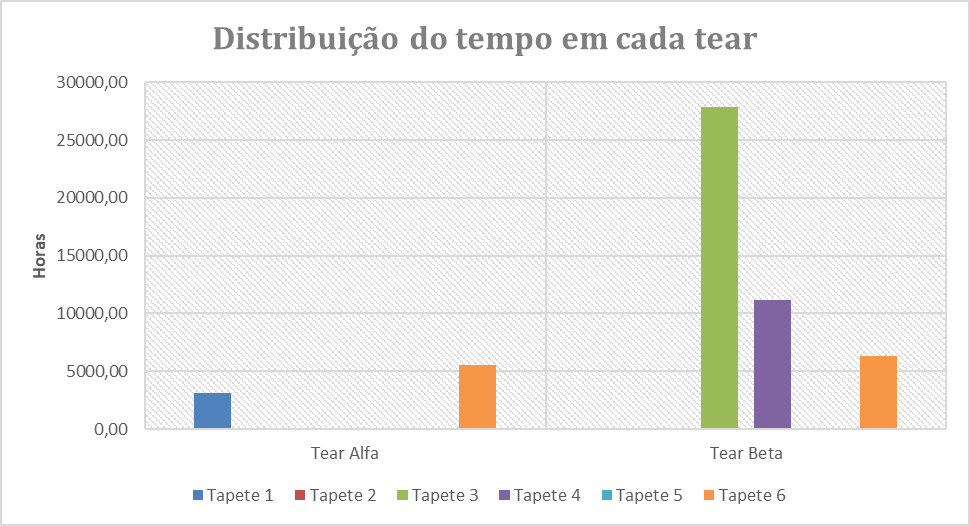 Distribuição do tempo em cada tear
30000,00
25000,00
20000,00
15000,00
10000,00
5000,00
0,00
Horas
Tear Alfa
Tear Beta
Tapete 1 Tapete 2 Tapete 3 Tapete 4 Tapete 5 Tapete 6